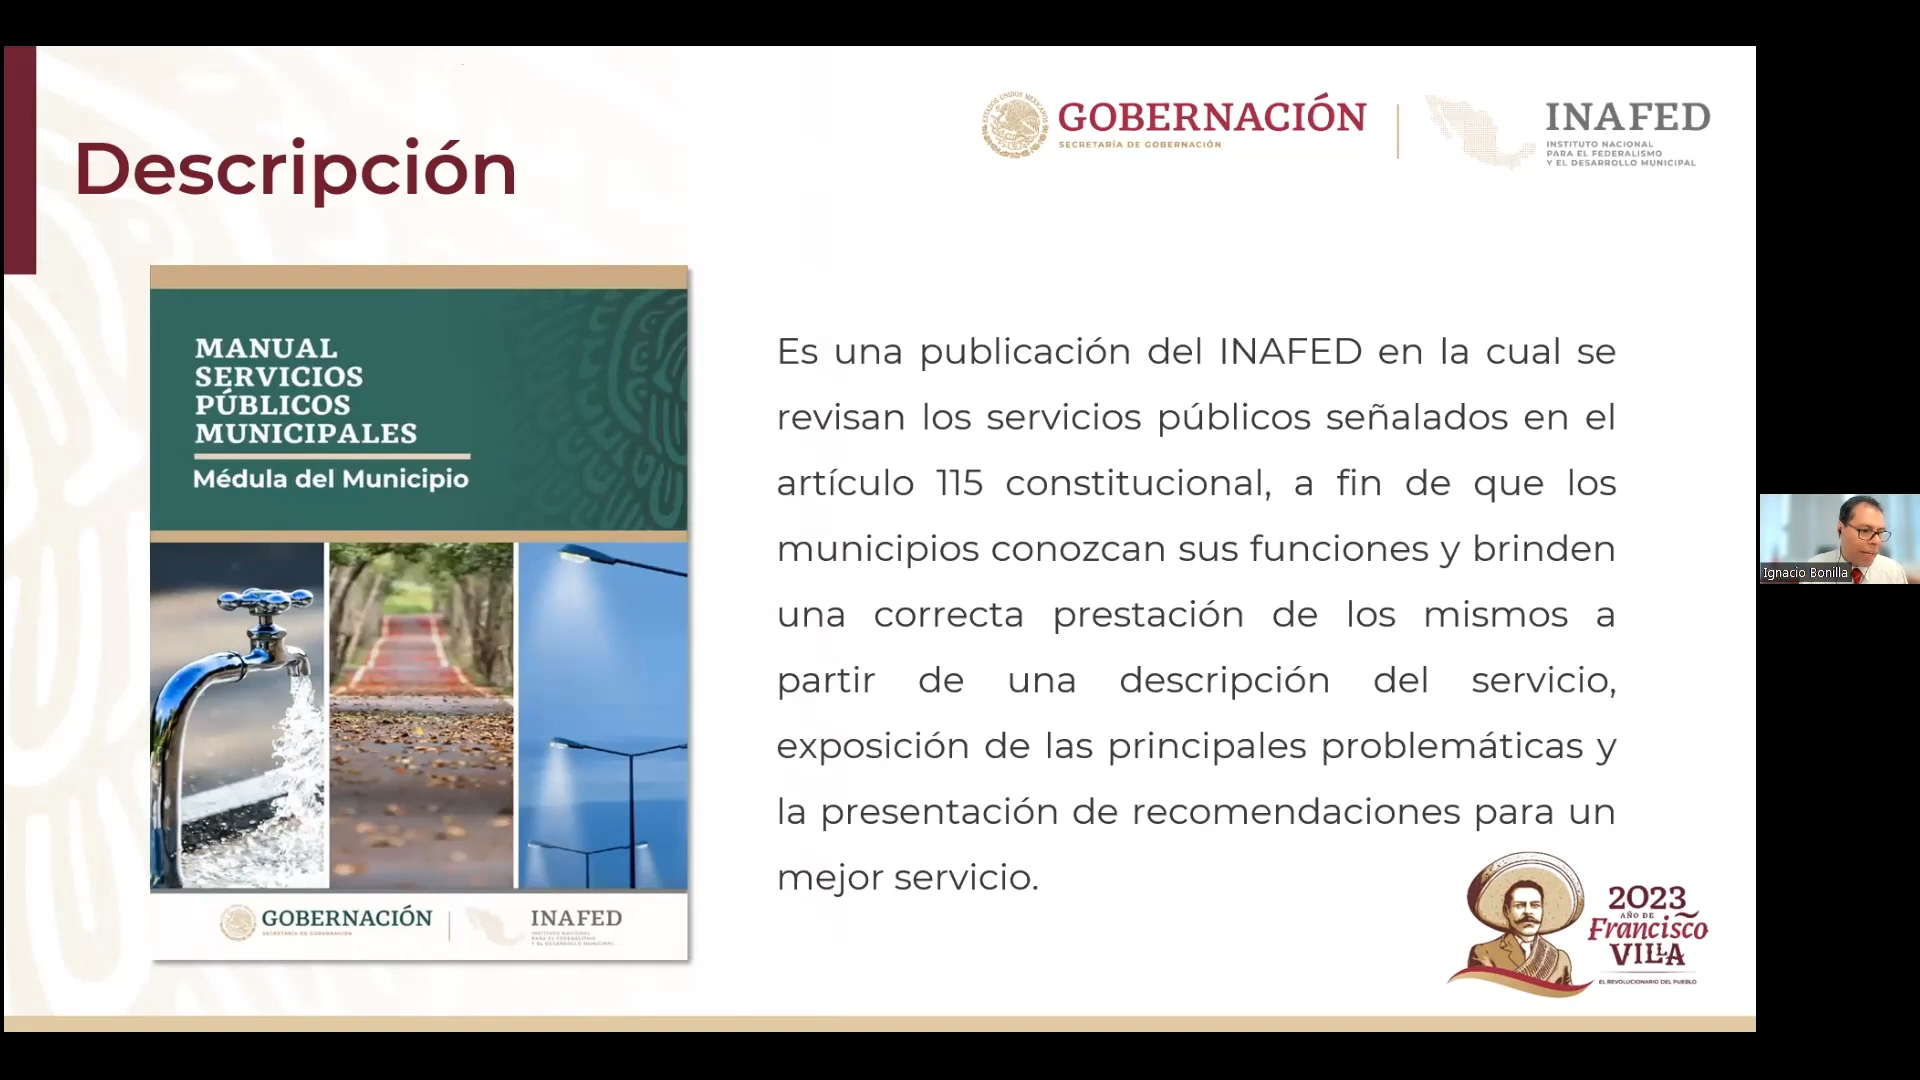 Descripción
ESTADOS UNIDOS MEXICANOS
GOBERNACIÓN
SECRETARÍA DE GOBERNACIÓN
INAFED
INSTITUTO NACIONAL
PARA EL FEDERALISMO
Y EL DESARROLLO MUNICIPAL
MANUAL
SERVICIOS
PÚBLICOS
MUNICIPALES
Médula del Municipio
GOBERNACIÓN
SECRETARÍA DE GOBERNACIÓN
INAFED
INSTITUTO NACIONAL
PARA EL FEDERALISMO
Y EL DESARROLLO MUNICIPAL
Es una publicación del INAFED en la cual se
revisan los servicios públicos señalados en el
artículo 115 constitucional, a fin de que los
municipios conozcan sus funciones y brinden
una correcta prestación de los mismos a
partir de una descripción del servicio,
exposición de las principales problemáticas y
la presentación de recomendaciones para un
mejor servicio.
2023
AÑO DE
Francisco
VILLA
EL REVOLUCIONARIO DEL PUEBLO
Ignacio Bonilla